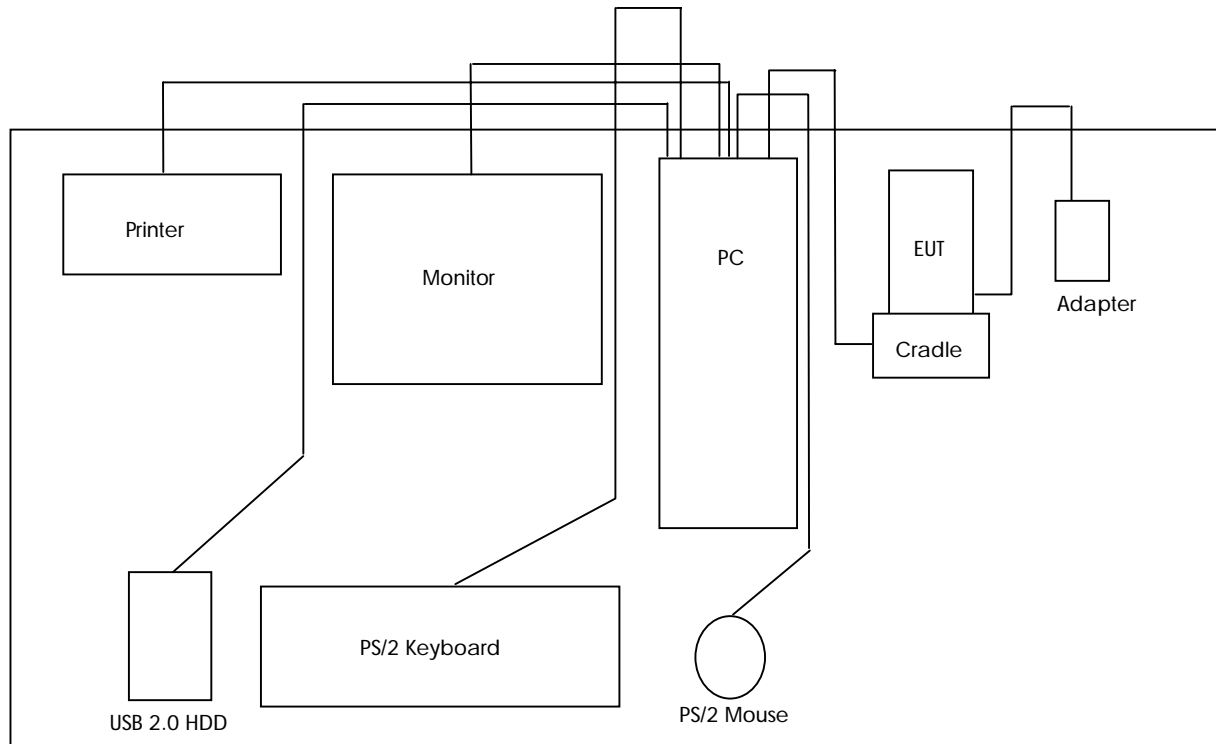 Printer
Monitor
PC
EUT
Adapter
Cradle
PS/2 Keyboard
USB 2.0 HDD
PS/2 Mouse